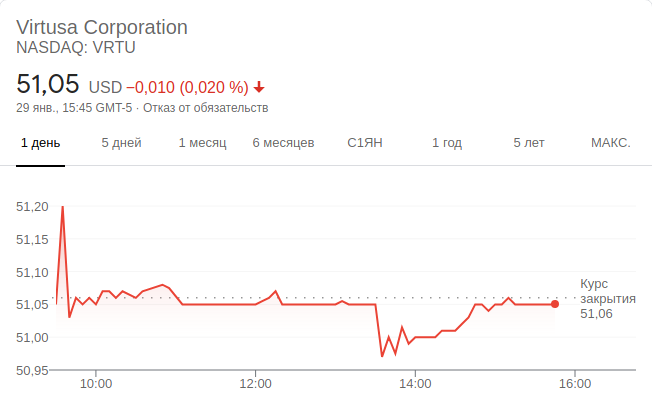 Virtusa Corporation
NASDAQ: VRTU
51,05 USD −0,010 (0,020 %)
29 янв., 15:45 GMT-5 · Отказ от обязательств
1 день 5 дней 1 месяц 6 месяцев С1ЯН 1 год 5 лет МАКС.
51,20
51,15
51,10
51,05
51,00
50,95
Курс
закрытия
51,06
10:00 12:00 14:00 16:00